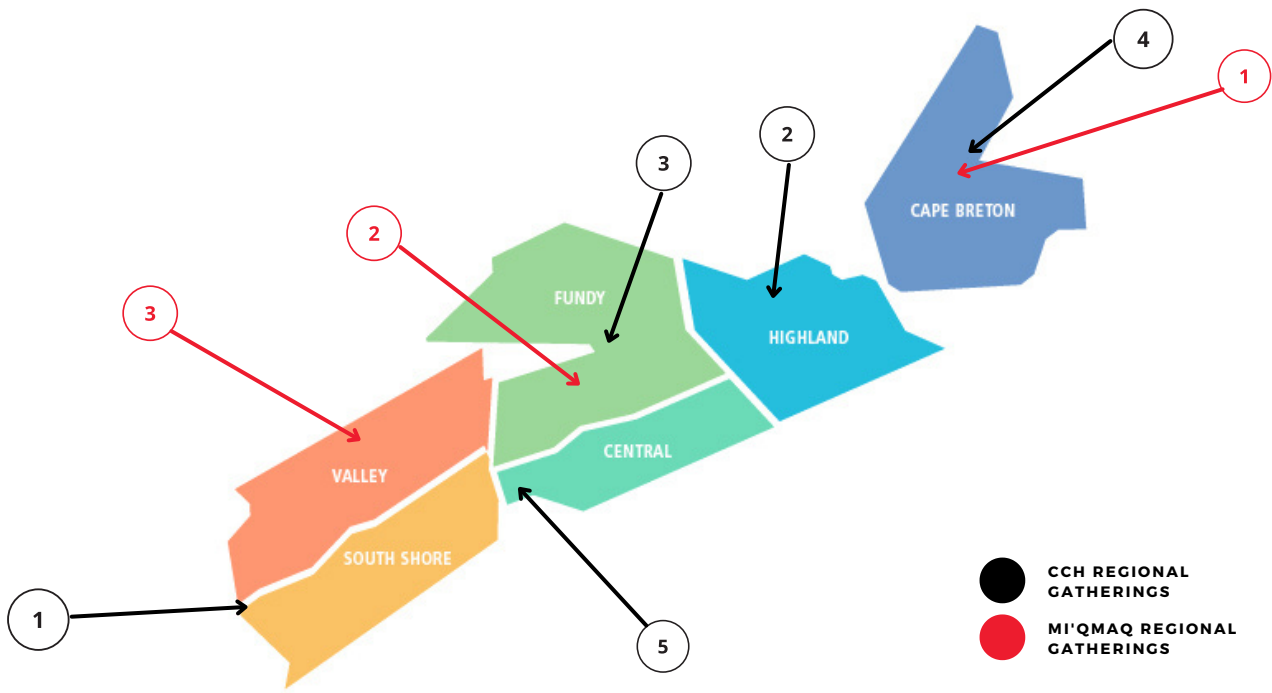 4
1
2
3
2
3
CAPE BRETON
FUNDY
HIGHLAND
CENTRAL
VALLEY
SOUTH SHORE
1
5
CCH REGIONAL
GATHERINGS
MI'QMAQ REGIONAL
GATHERINGS